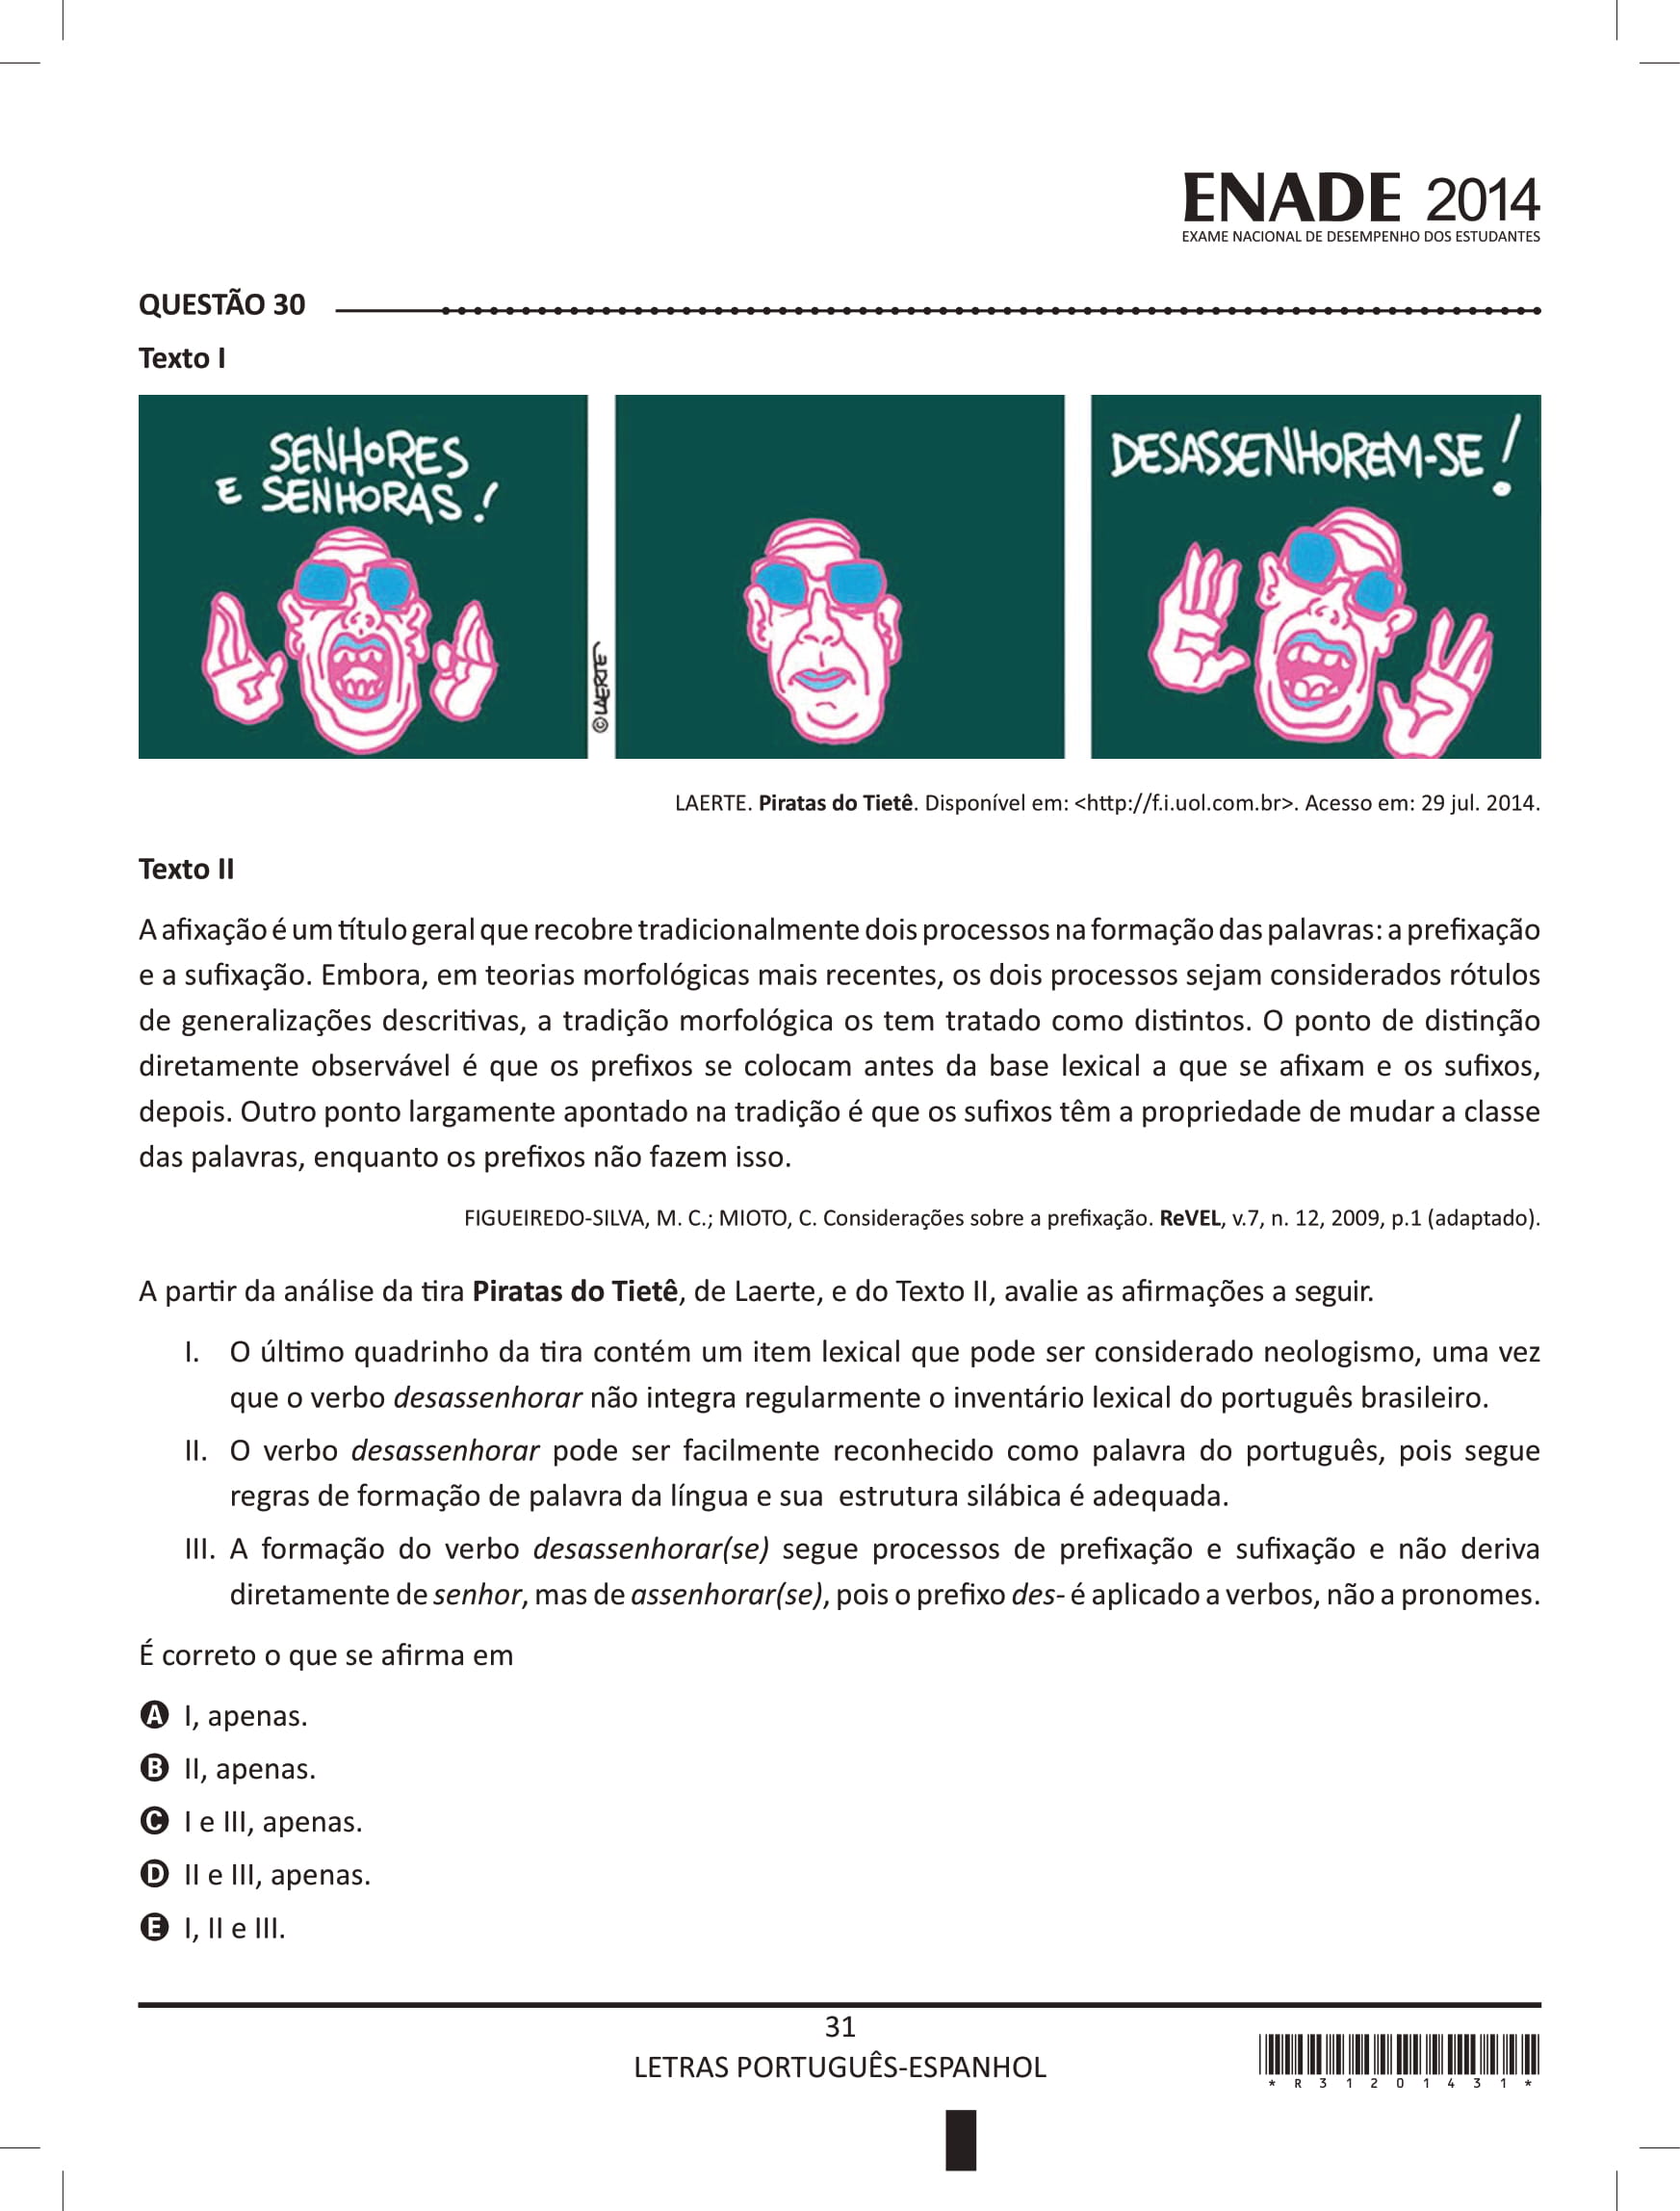 ENADE 2014
EXAME NACIONAL DE DESEMPENHO DOS ESTUDANTES
QUESTÃO 30
Texto I
SENHORES
E SENHORAS!
©LAERTE
DESASSENHOREM-SE!
LAERTE. Piratas do Tietê. Disponível em: <http://f.i.uol.com.br>. Acesso em: 29 jul. 2014.
Texto II
A afixação é um título geral que recobre tradicionalmente dois processos na formação das palavras: a prefixação
e a sufixação. Embora, em teorias morfológicas mais recentes, os dois processos sejam considerados rótulos
de generalizações descritivas, a tradição morfológica os tem tratado como distintos. O ponto de distinção
diretamente observável é que os prefixos se colocam antes da base lexical a que se afixam e os sufixos,
depois. Outro ponto largamente apontado na tradição é que os sufixos têm a propriedade de mudar a classe
das palavras, enquanto os prefixos não fazem isso.
FIGUEIREDO-SILVA, M. C.; MIOTO, C. Considerações sobre a prefixação. ReVEL, v.7, n. 12, 2009, p.1 (adaptado).
A partir da análise da tira Piratas do Tietê, de Laerte, e do Texto II, avalie as afirmações a seguir.
I. O último quadrinho da tira contém um item lexical que pode ser considerado neologismo, uma vez
que o verbo desassenhorar não integra regularmente o inventário lexical do português brasileiro.
II. O verbo desassenhorar pode ser facilmente reconhecido como palavra do português, pois segue
regras de formação de palavra da língua e sua estrutura silábica é adequada.
III. A formação do verbo desassenhorar(se) segue processos de prefixação e sufixação e não deriva
diretamente de senhor, mas de assenhorar(se), pois o prefixo des- é aplicado a verbos, não a pronomes.
É correto o que se afirma em
A I, apenas.
B II, apenas.
C I e III, apenas.
D II e III, apenas.
E I, II e III.
31
LETRAS PORTUGUÊS-ESPANHOL
* R 3 1 2 0 1 4 3 1 *